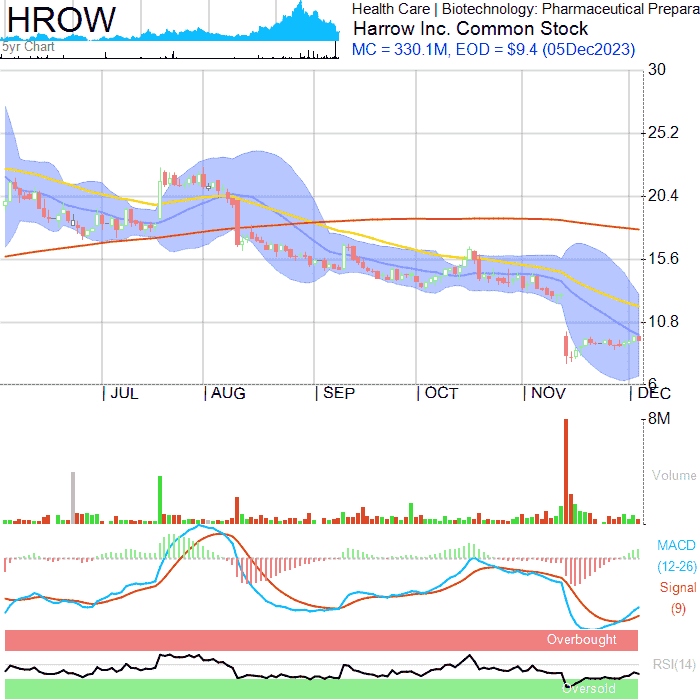 HROW
5yr Chart
Health Care | Biotechnology: Pharmaceutical Prepara
Harrow Inc. Common Stock
MC = 330.1M, EOD = $9.4 (05Dec2023)
30
25.2
20.4
15.6
10.8
6
JUL AUG SEP OCT NOV DEC
8M
Volume
MACD
(12-26)
Signal
(9)
Overbought
RSI(14)
Oversold